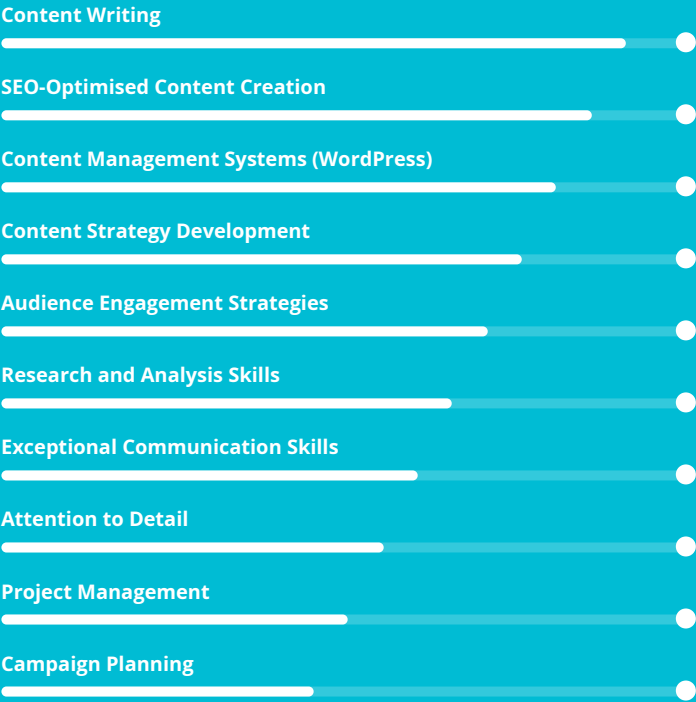 Content Writing
SEO-Optimised Content Creation
Content Management Systems (WordPress)
Content Strategy Development
Audience Engagement Strategies
Research and Analysis Skills
Exceptional Communication Skills
Attention to Detail
Project Management
Campaign Planning